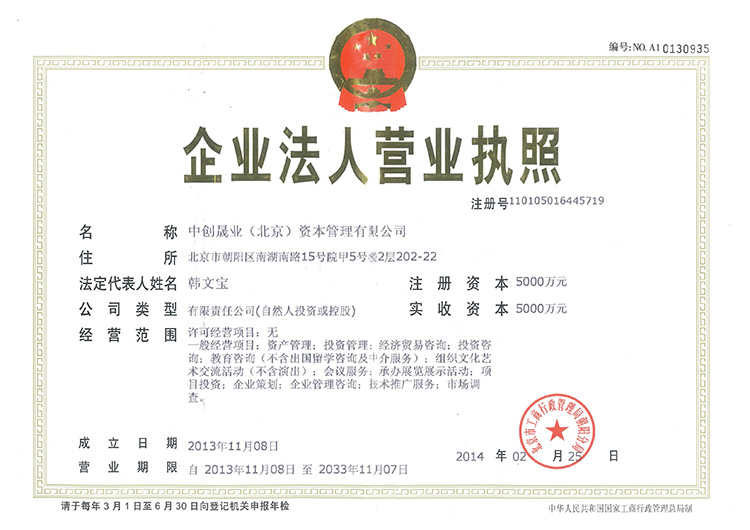 编号:NO.A1 0130935
企业法人营业执照
注册号110105016445719
名 称 中创晟业（北京）资本管理有限公司
住 所 北京市朝阳区南湖南路15号院甲5号楼2层202-22
法定代表人姓名 韩文宝 注册资本 5000万元
公司类型 有限责任公司(自然人投资或控股) 实收资本 5000万元
经营范围 许可经营项目：无
一般经营项目：资产管理；投资管理；经济贸易咨询；投资咨
询；教育咨询（不含出国留学咨询及中介服务）；组织文化艺
术交流活动（不含演出）；会议服务；承办展览展示活动；项
目投资；企业策划；企业管理咨询；技术推广服务；市场调
查。
北京市工商行政管理局朝阳分局
成立日期 2013年11月08日
2014 年 02 月 25 日
营业期限 自 2013年11月08日 至 2033年11月07日
请于每年3月1日至6月30日向登记机关申报年检
中华人民共和国国家工商行政管理总局制